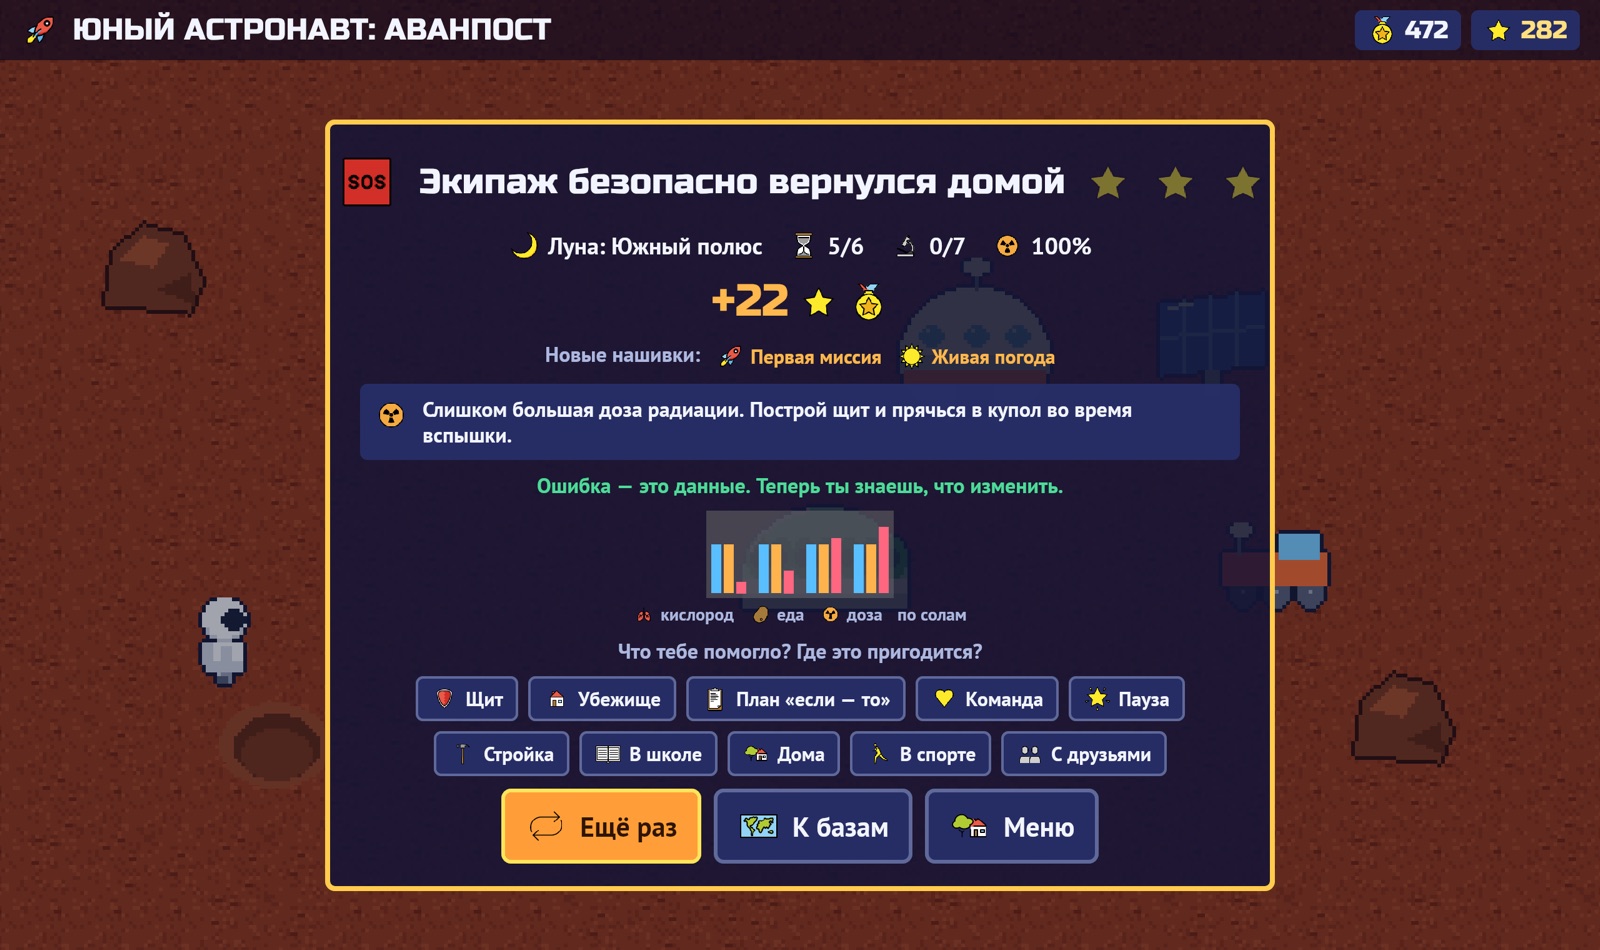 ЮНЫЙ АСТРОНАВТ: АВАНПОСТ
472
282
SOS
Экипаж безопасно вернулся домой
Луна: Южный полюс 5/6 0/7 100%
+22
Новые нашивки: Первая миссия Живая погода
Слишком большая доза радиации. Построй щит и прячься в купол во время
вспышки.
Ошибка — это данные. Теперь ты знаешь, что изменить.
кислород еда доза по солам
Что тебе помогло? Где это пригодится?
Щит Убежище План «если — то» Команда Пауза
Стройка В школе Дома В спорте С друзьями
Ещё раз К базам Меню